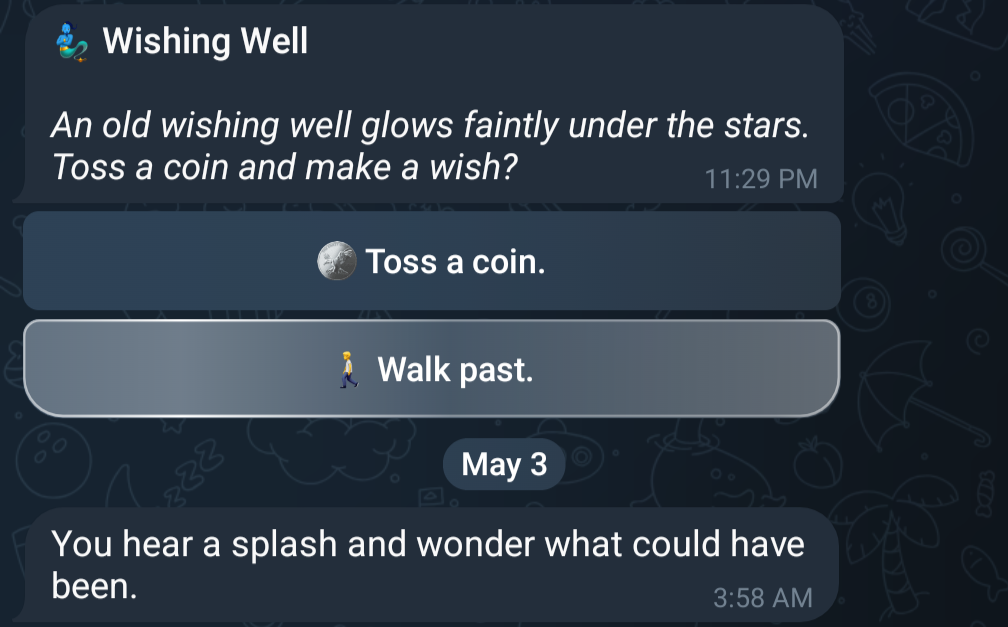 Wishing Well
An old wishing well glows faintly under the stars.
Toss a coin and make a wish?
11:29 PM
Toss a coin.
Walk past.
May 3
You hear a splash and wonder what could have
been.
3:58 AM